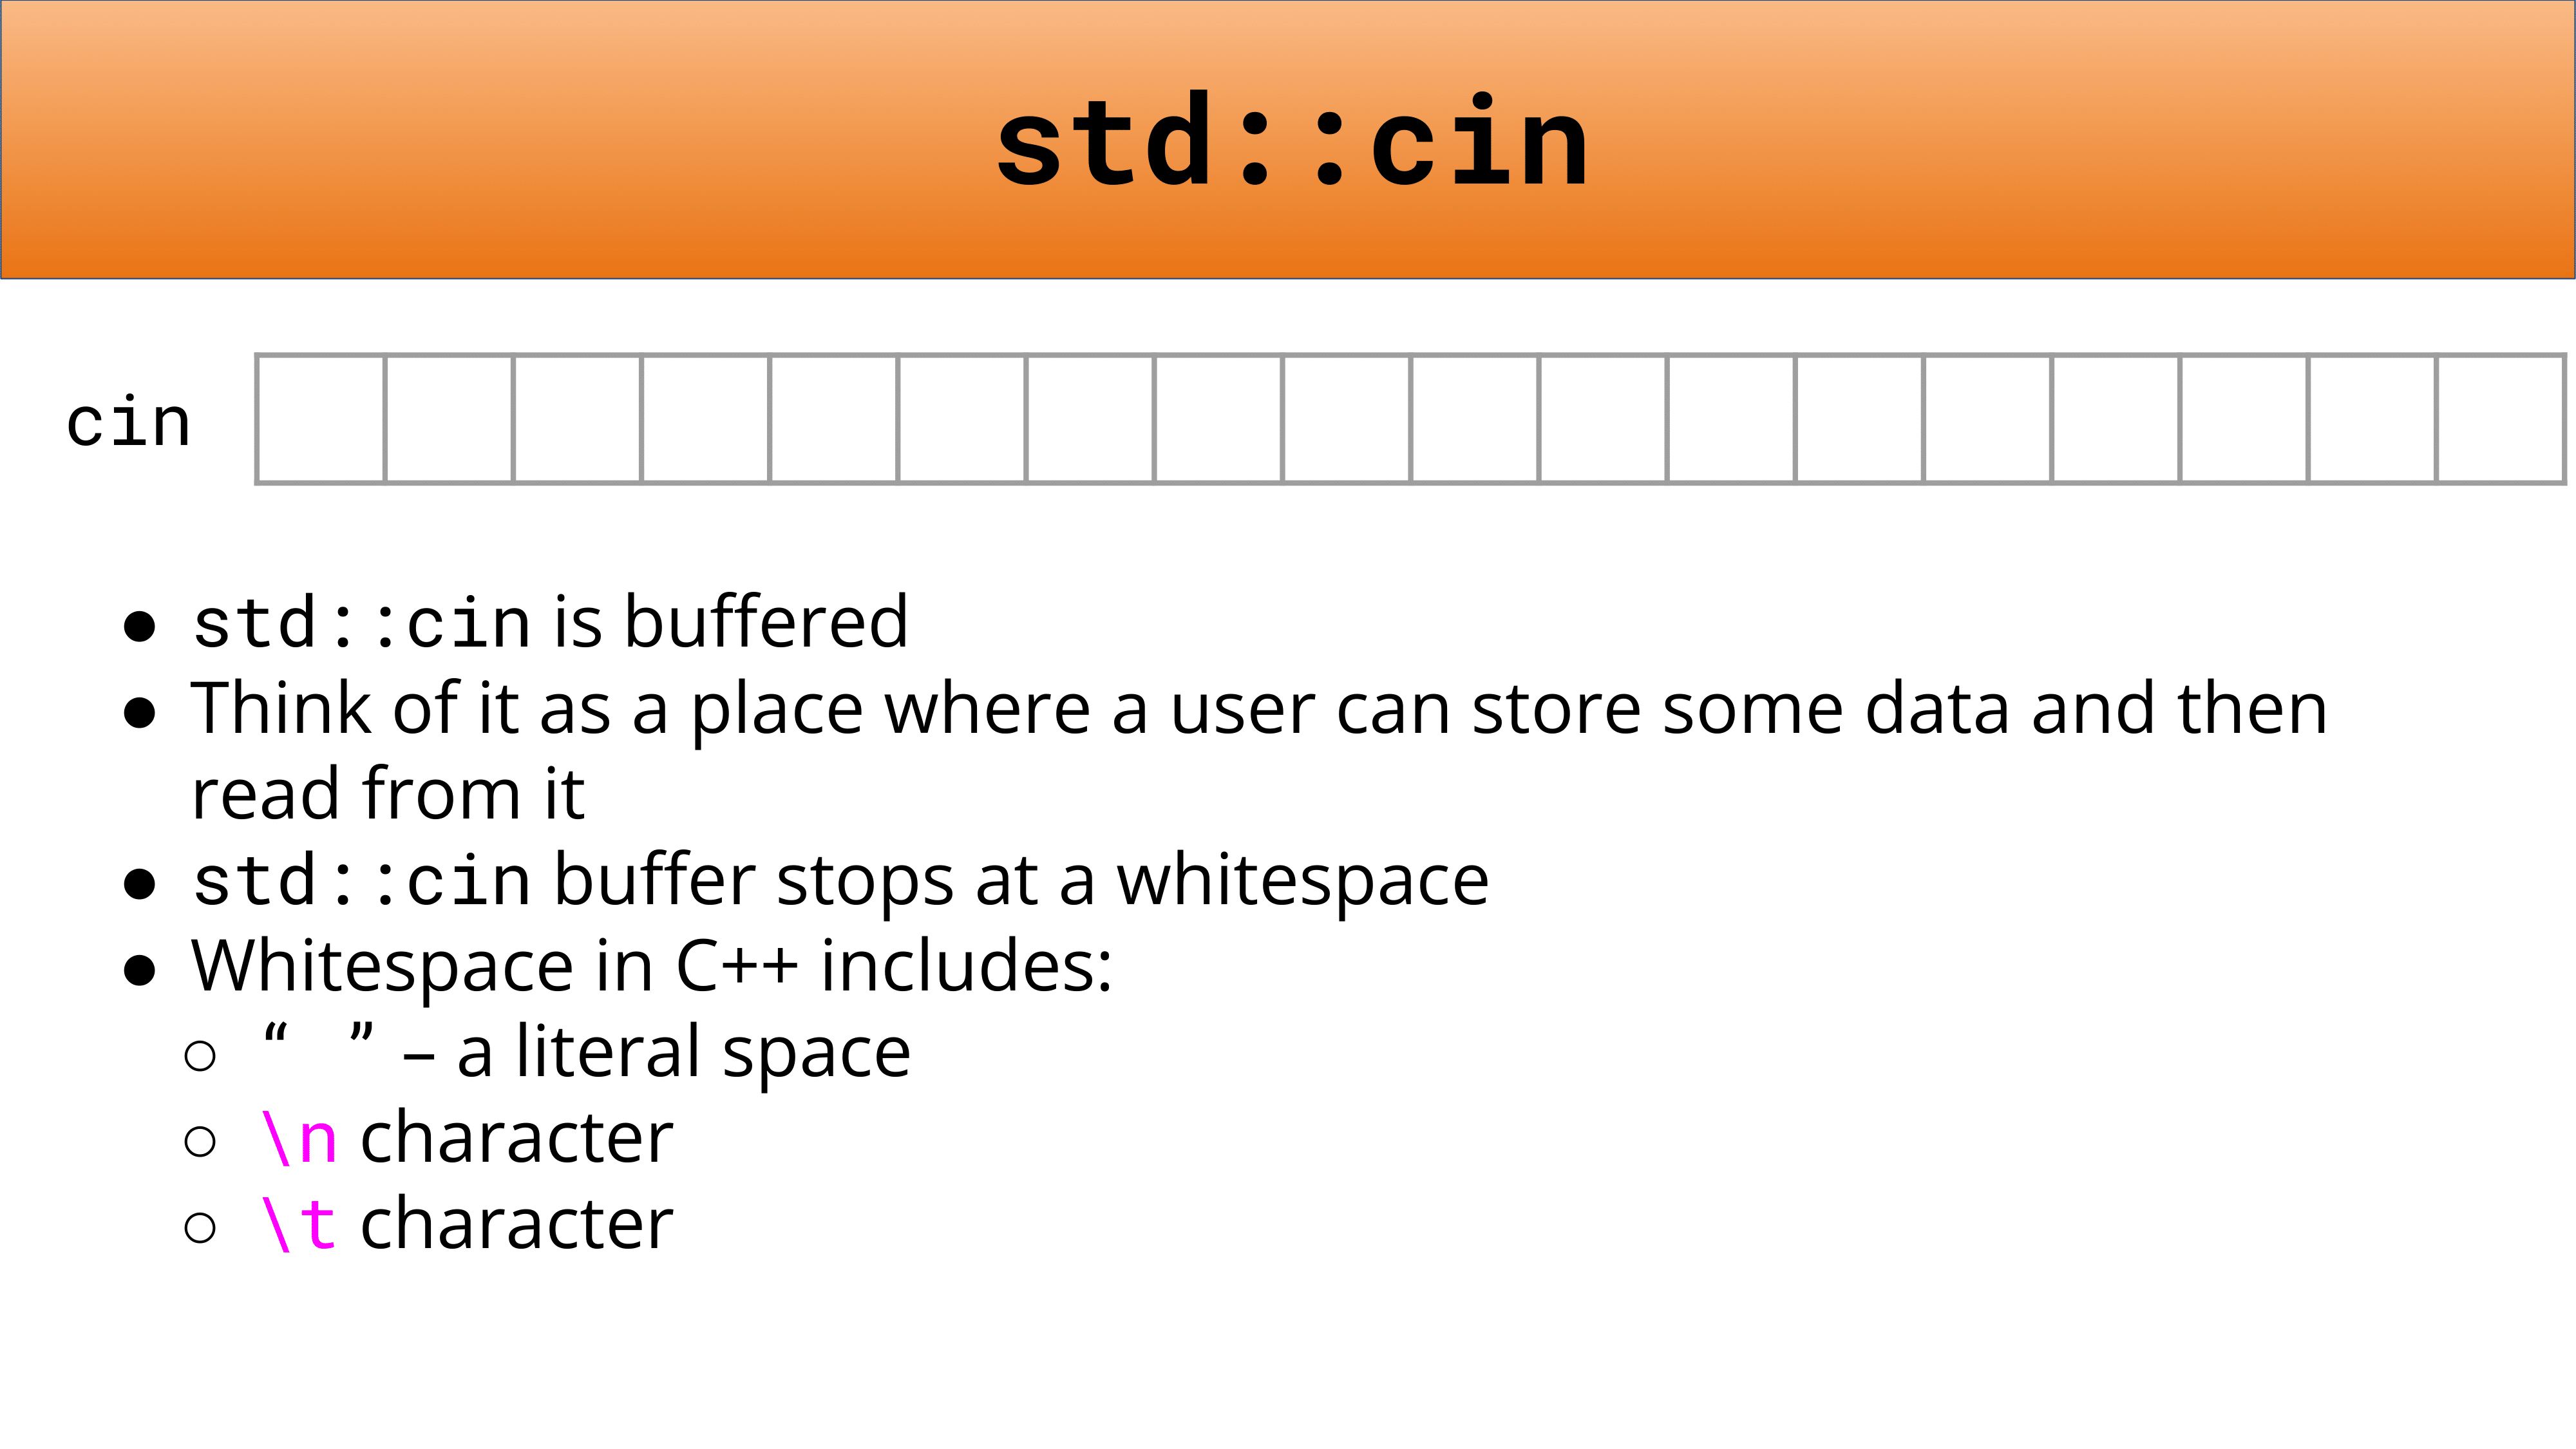 std::cin
cin
● std::cin is buffered
● Think of it as a place where a user can store some data and then
read from it
● std::cin buffer stops at a whitespace
● Whitespace in C++ includes:
○ “ ” – a literal space
○ \n character
○ \t character